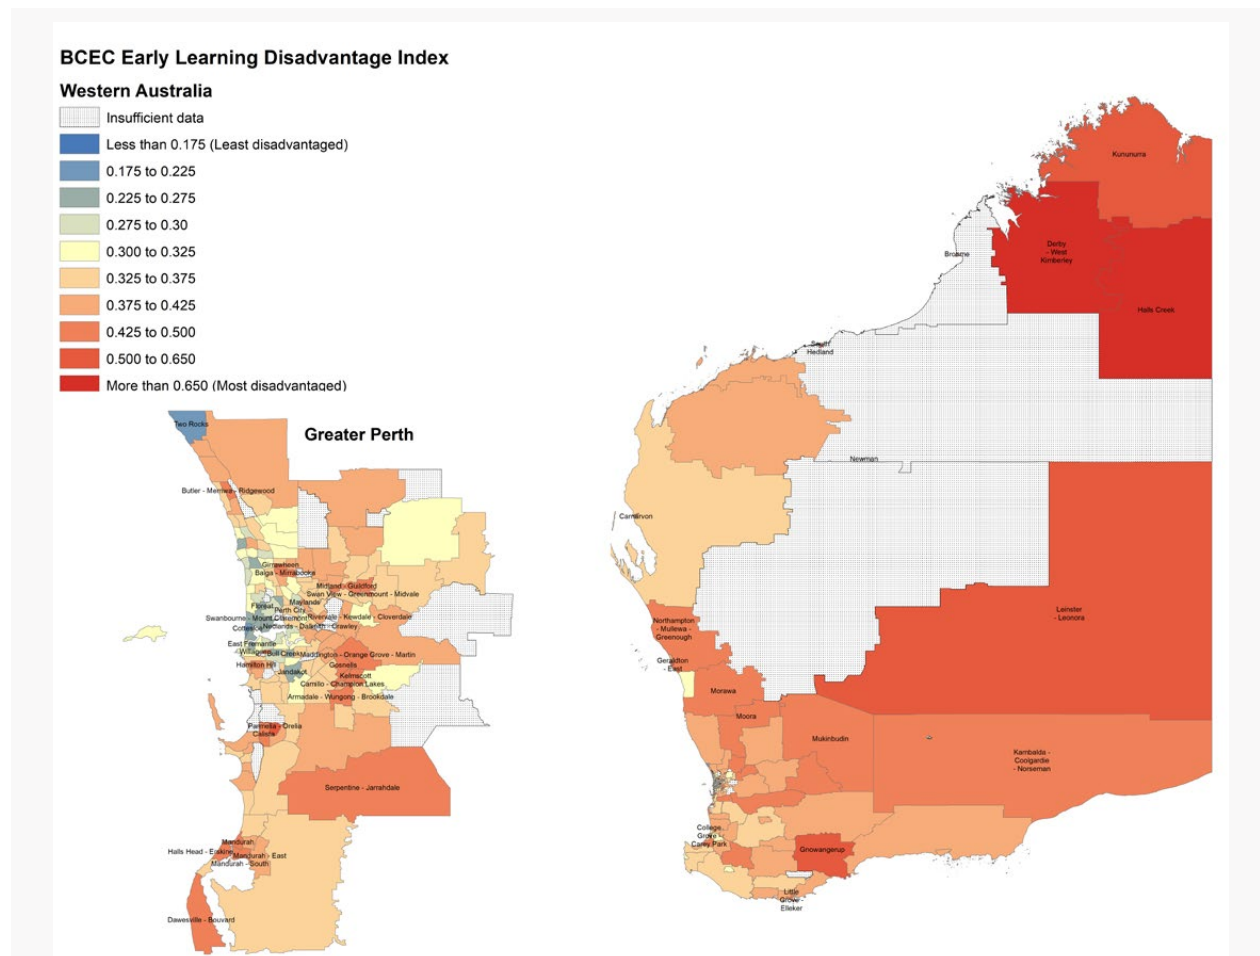 BCEC Early Learning Disadvantage Index
Western Australia
Insufficient data
Less than 0.175 (Least disadvantaged)
0.175 to 0.225
0.225 to 0.275
0.275 to 0.30
0.300 to 0.325
0.325 to 0.375
0.375 to 0.425
0.425 to 0.500
0.500 to 0.650
More than 0.650 (Most disadvantaged)
Greater Perth
Two Rocks
Butler - Merriwa - Ridgewood
Girrawheen
Balga - Mirrabooka
Midland - Guildford
Swan View - Greenmount - Midvale
Floreat
Maylands
Perth City
Swanbourne - Mount Claremont
Rivervale - Kewdale - Cloverdale
Cottesloe
Nedlands - Dalkeith - Crawley
East Fremantle
Willagee
Bull Creek
Maddington - Orange Grove - Martin
Hamilton Hill
Gosnells
Jandakot
Kelmscott
Camillo - Champion Lakes
Armadale - Wungong - Brookdale
Parmelia - Orelia
Calista
Serpentine - Jarrahdale
Mandurah
Halls Head - Erskine
Mandurah - East
Mandurah - South
Dawesville - Bouvard
Kununurra
Derby
- West
Kimberley
Broome
Halls Creek
South
Hedland
Newman
Carnarvon
Leinster
- Leonora
Northampton
- Mullewa -
Greenough
Geraldton
- East
Morawa
Moora
Mukinbudin
Kambalda -
Coolgardie
- Norseman
College
Grove -
Carey Park
Gnowangerup
Little
Grove -
Elleker